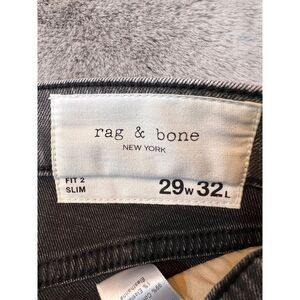 rag & bone
NEW YORK
FIT 2
SLIM
29W 32L